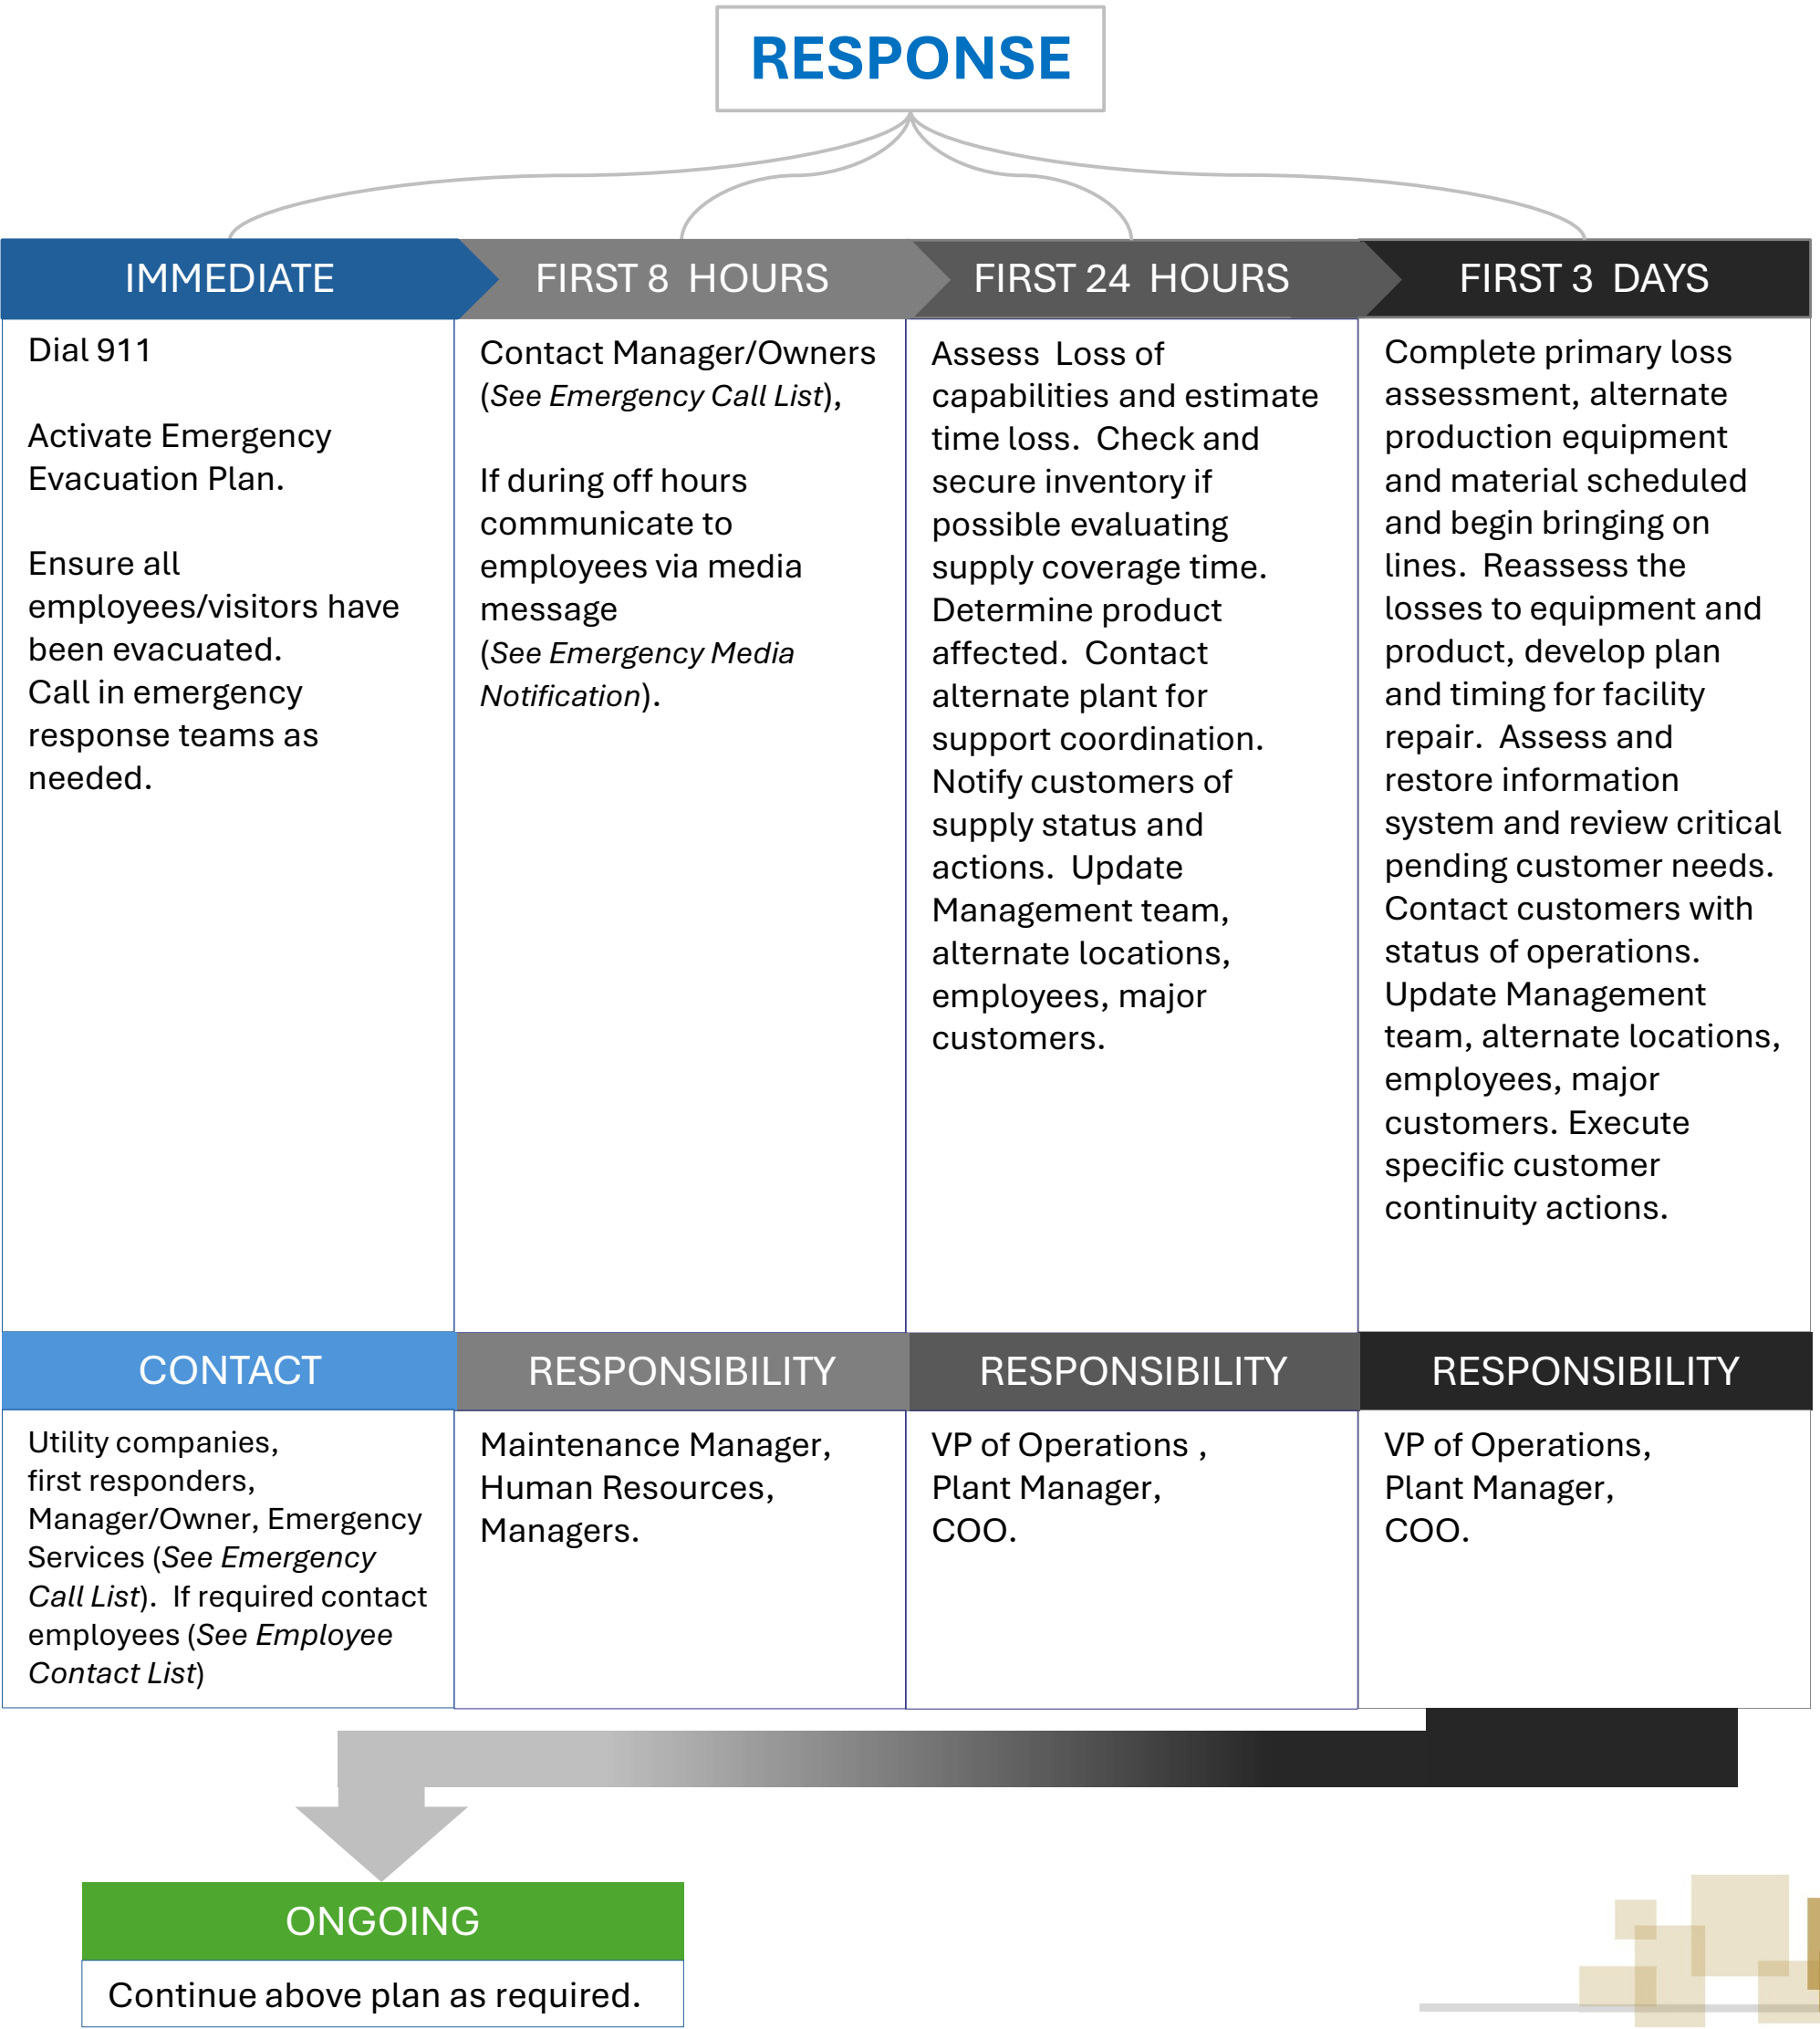 RESPONSE
IMMEDIATE
Dial 911
Activate Emergency
Evacuation Plan.
Ensure all
employees/visitors have
been evacuated.
Call in emergency
response teams as
needed.
CONTACT
Utility companies,
first responders,
Manager/Owner, Emergency
Services (See Emergency
Call List).  If required contact
employees (See Employee
Contact List)
FIRST 8  HOURS
Contact Manager/Owners
(See Emergency Call List),
If during off hours
communicate to
employees via media
message
(See Emergency Media
Notification).
RESPONSIBILITY
Maintenance Manager,
Human Resources,
Managers.
FIRST 24  HOURS
Assess  Loss of
capabilities and estimate
time loss.  Check and
secure inventory if
possible evaluating
supply coverage time.
Determine product
affected.  Contact
alternate plant for
support coordination.
Notify customers of
supply status and
actions.  Update
Management team,
alternate locations,
employees, major
customers.
RESPONSIBILITY
VP of Operations ,
Plant Manager,
COO.
FIRST 3  DAYS
Complete primary loss
assessment, alternate
production equipment
and material scheduled
and begin bringing on
lines.  Reassess the
losses to equipment and
product, develop plan
and timing for facility
repair.  Assess and
restore information
system and review critical
pending customer needs.
Contact customers with
status of operations.
Update Management
team, alternate locations,
employees, major
customers. Execute
specific customer
continuity actions.
RESPONSIBILITY
VP of Operations,
Plant Manager,
COO.
ONGOING
Continue above plan as required.